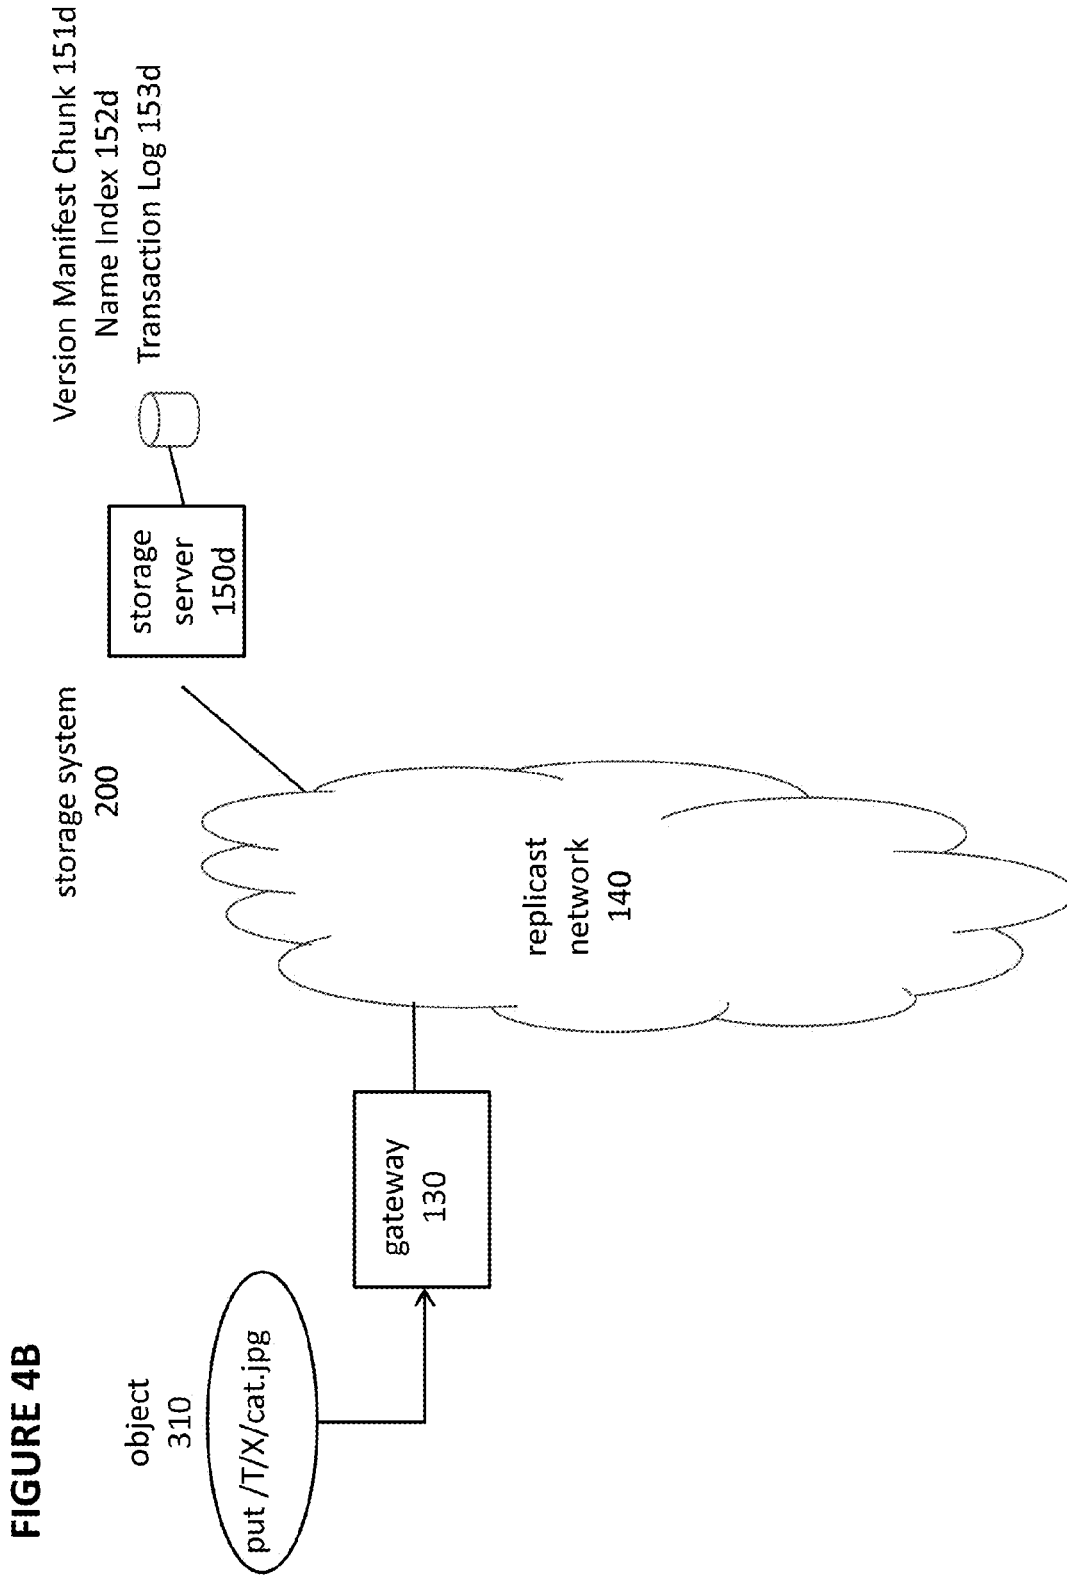 FIGURE 4B
object
310
put /T/X/cat.jpg
gateway
130
storage system
200
replicast
network
140
storage
server
150d
Version Manifest Chunk 151d
Name Index 152d
Transaction Log 153d